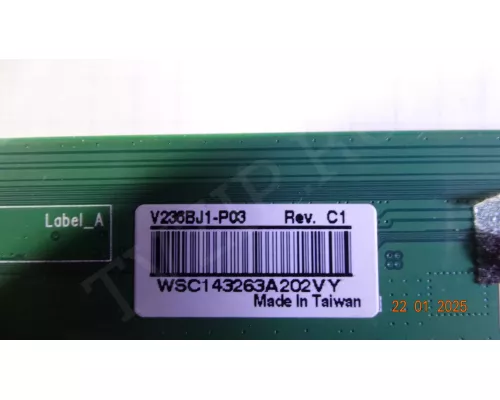 Label_A
V236BJ1-P03 Rev. C1
WSC143263A202VY
Made In Taiwan
22 01 2025